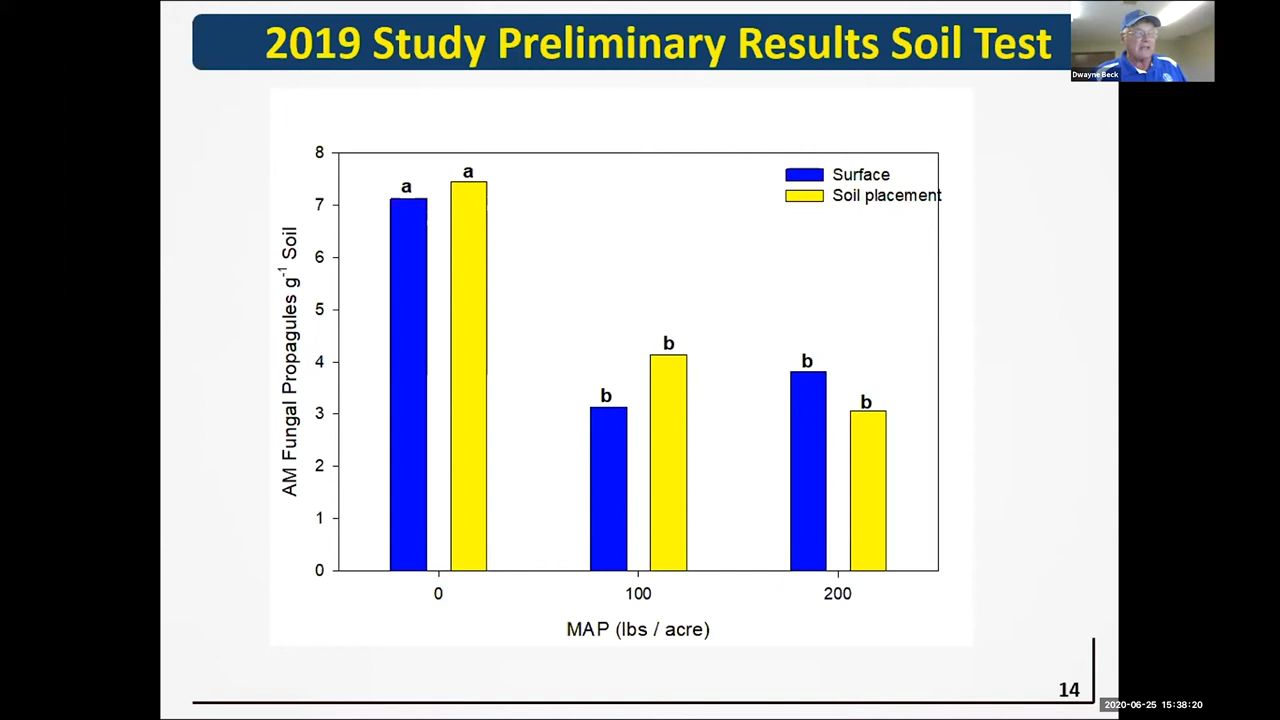 2019 Study Preliminary Results Soil Test
Dwayne Beck
8
7
6
5
4
3
2
1
0
AM Fungal Propagules g-1 Soil
Surface
Soil placement
a
a
b
b
b
b
0
100
200
MAP (lbs / acre)
14
2020-06-25 15:38:20